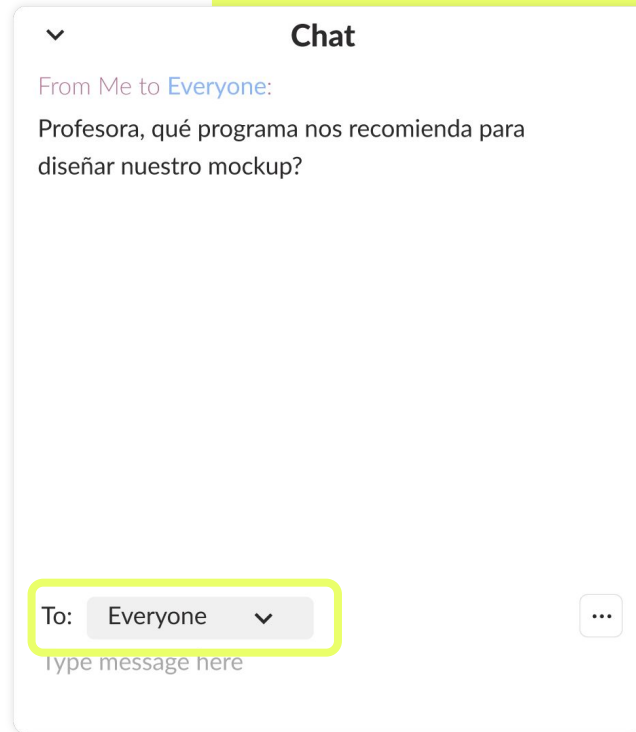 Chat
From Me to Everyone:
Profesora, qué programa nos recomienda para
diseñar nuestro mockup?
To: Everyone
Type message here